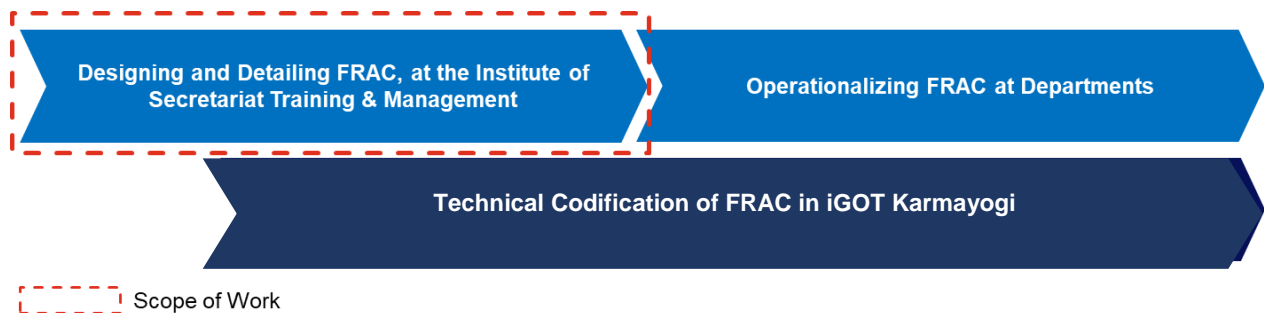 Designing and Detailing FRAC, at the Institute of
Secretariat Training & Management
Operationalizing FRAC at Departments
Technical Codification of FRAC in iGOT Karmayogi
Scope of Work